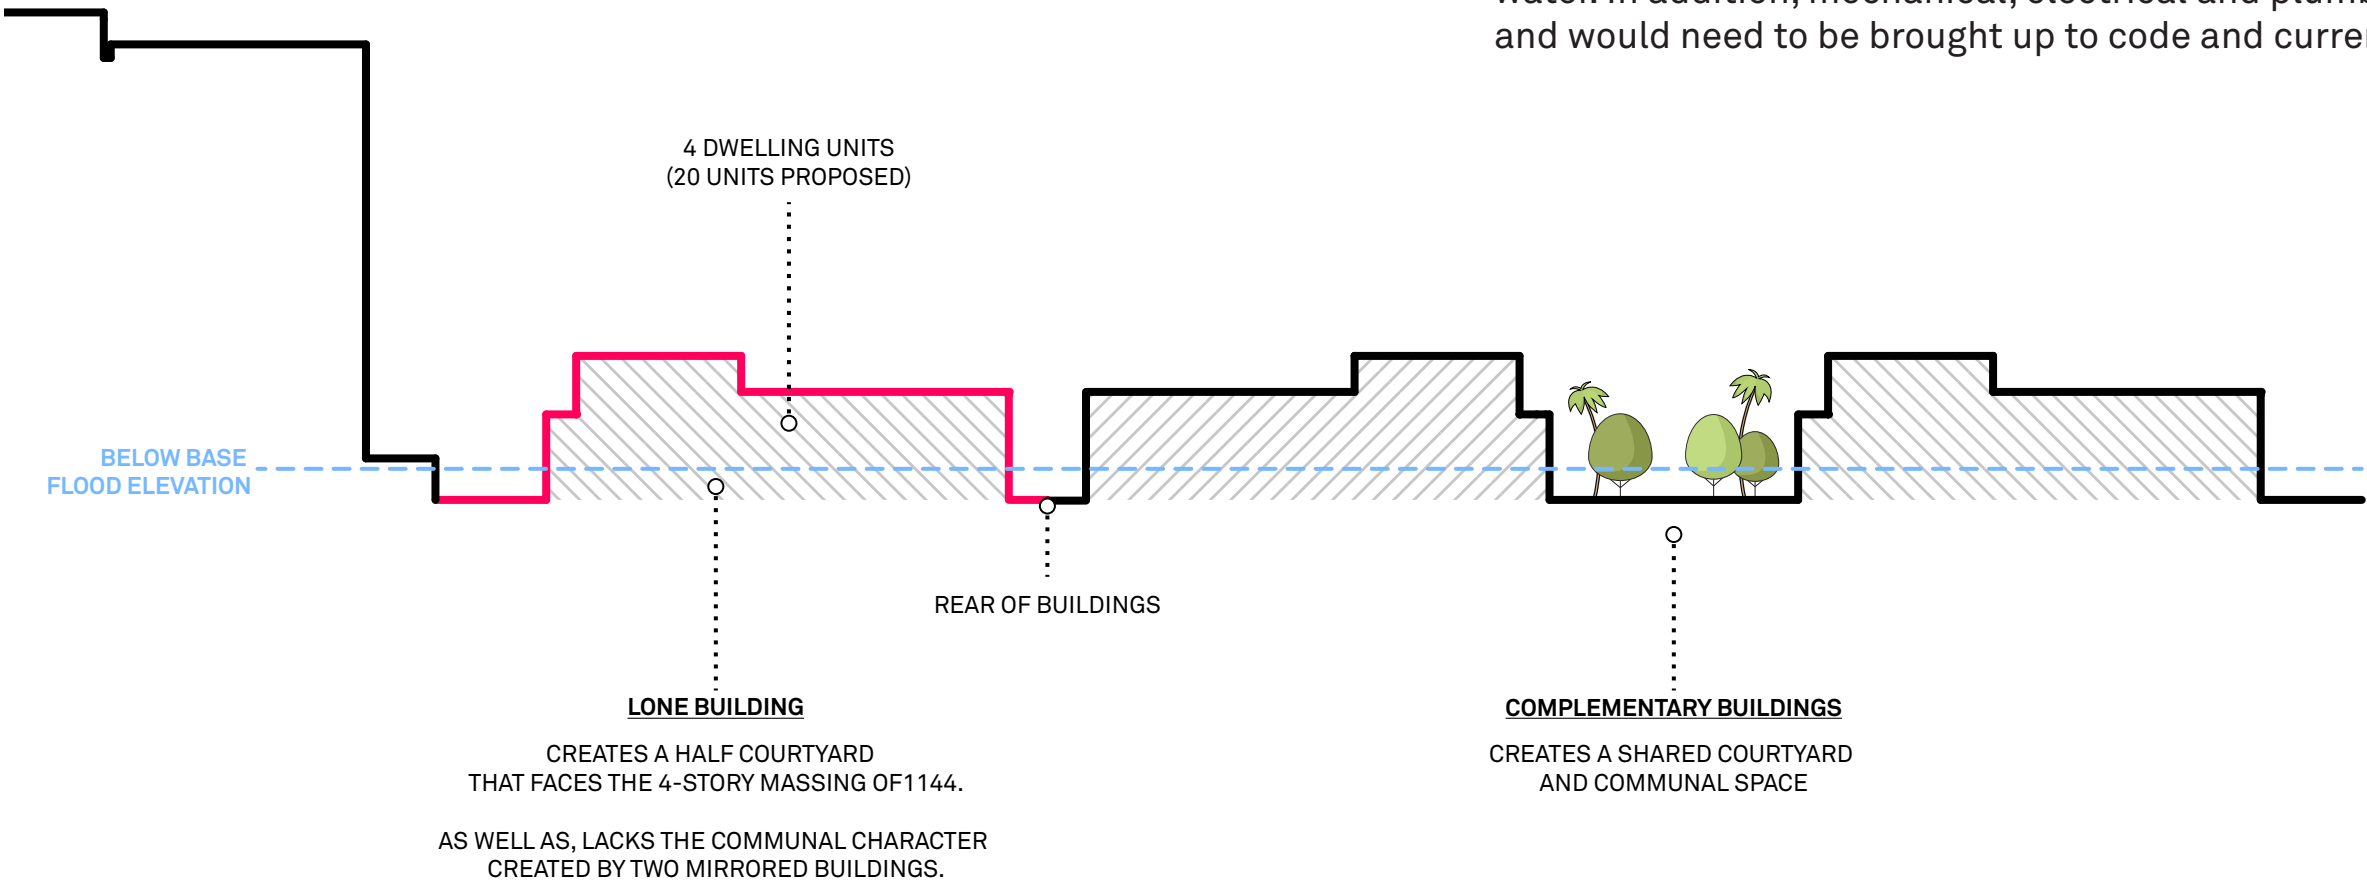 and would need to be brought up to code and
4 DWELLING UNITS
(20 UNITS PROPOSED)
BELOW BASE
FLOOD ELEVATION
REAR OF BUILDINGS
LONE BUILDING
CREATES A HALF COURTYARD
THAT FACES THE 4-STORY MASSING OF1144.
AS WELL AS, LACKS THE COMMUNAL CHARACTER
CREATED BY TWO MIRRORED BUILDINGS.
COMPLEMENTARY BUILDINGS
CREATES A SHARED COURTYARD
AND COMMUNAL SPACE